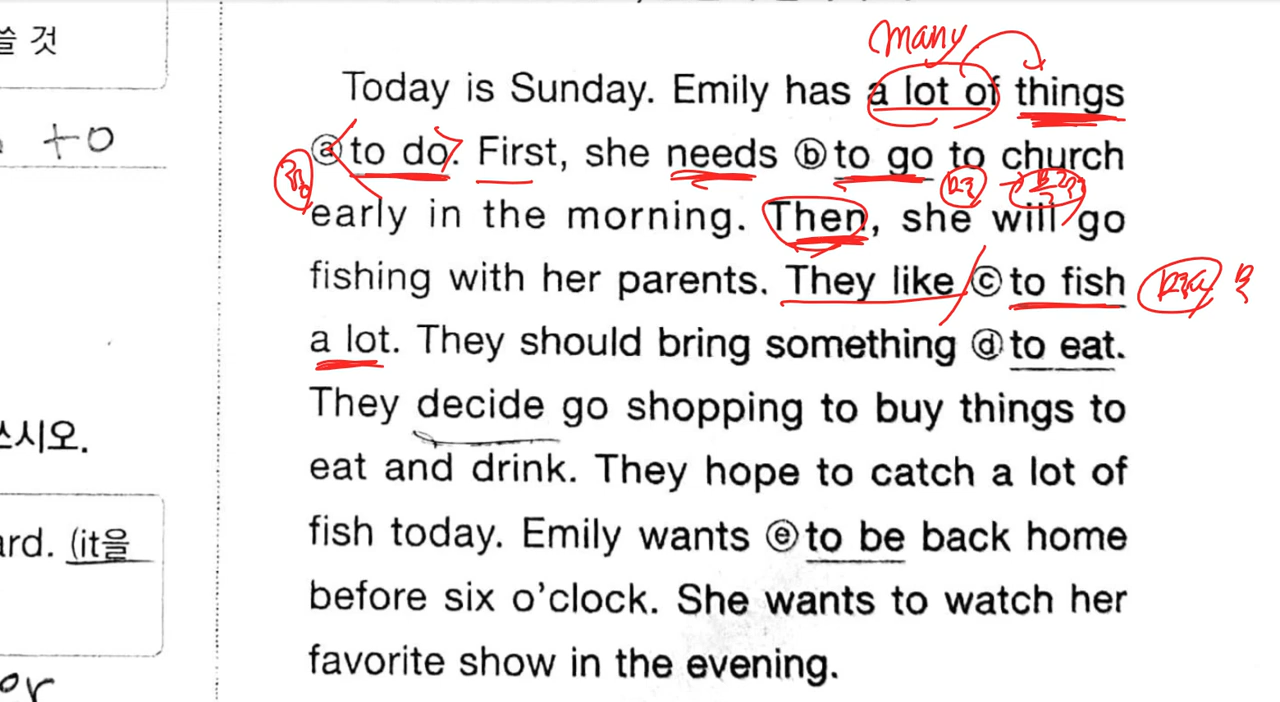 쓸 것
many
Today is Sunday. Emily has a lot of things
to
ⓐ to do. First, she needs ⓑ to go to church
early in the morning. Then, she will go
fishing with her parents. They like ⓒ to fish
a lot. They should bring something ⓓ to eat.
They decide go shopping to buy things to
쓰시오.
eat and drink. They hope to catch a lot of
fish today. Emily wants ⓔ to be back home
ard. (it을
before six o'clock. She wants to watch her
favorite show in the evening.
or